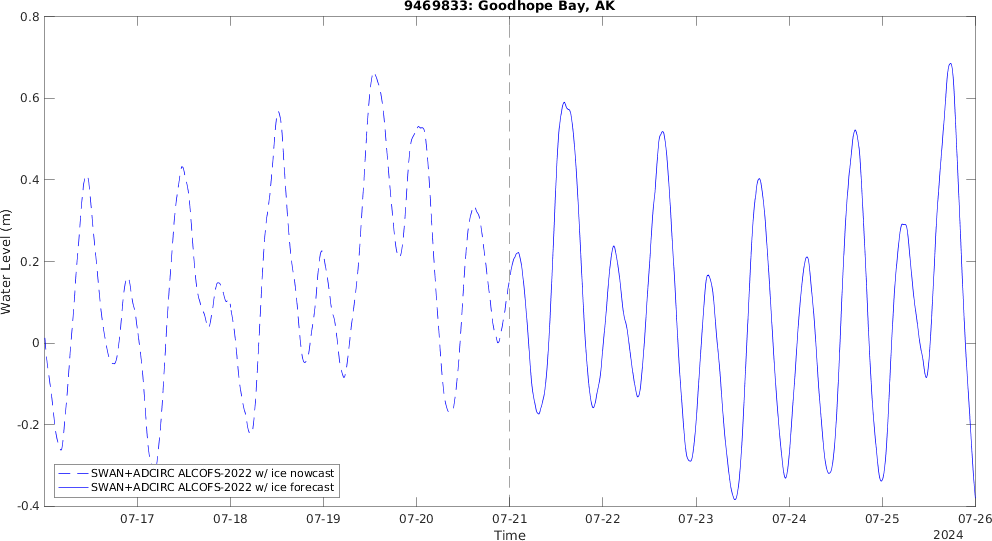 9469833: Goodhope Bay, AK
0.8
0.6
0.4
0.2
0
-0.2
-0.4
Water Level (m)
SWAN+ADCIRC ALCOFS-2022 w/ ice nowcast
SWAN+ADCIRC ALCOFS-2022 w/ ice forecast
07-17 07-18 07-19 07-20 07-21 07-22 07-23 07-24 07-25 07-26
Time
2024